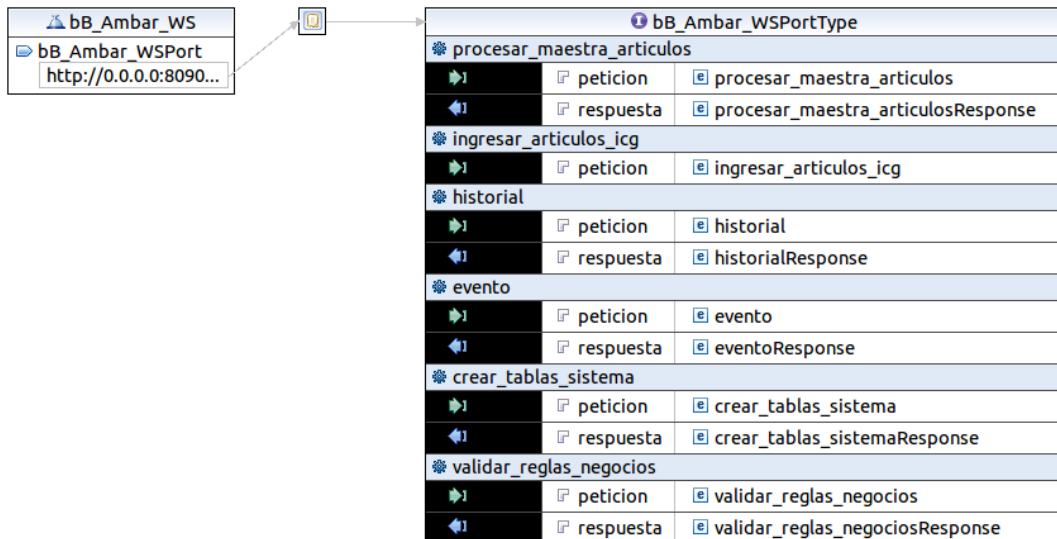 bB_Ambar_WS
bB_Ambar_WSPort
http://0.0.0.0:8090...
bB_Ambar_WSPortType
procesar_maestra_articulos
peticion procesar_maestra_articulos
respuesta procesar_maestra_articulosResponse
ingresar_articulos_icg
peticion ingresar_articulos_icg
historial
peticion historial
respuesta historialResponse
evento
peticion evento
respuesta eventoResponse
crear_tablas_sistema
peticion crear_tablas_sistema
respuesta crear_tablas_sistemaResponse
validar_reglas_negocios
peticion validar_reglas_negocios
respuesta validar_reglas_negociosResponse